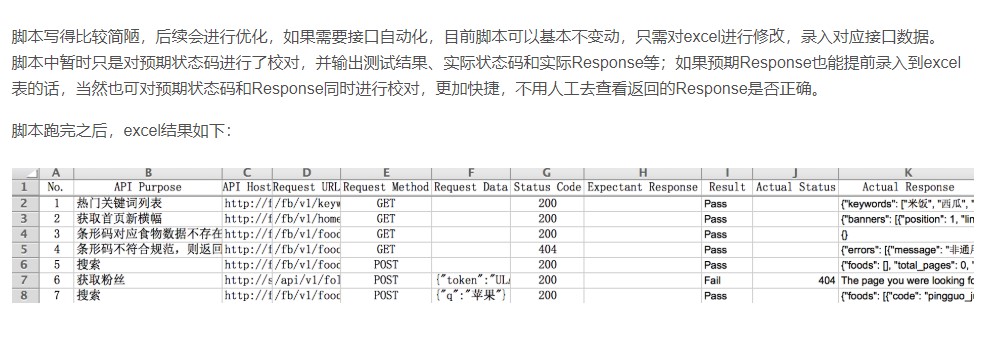 脚本写得比较简陋，后续会进行优化，如果需要接口自动化，目前脚本可以基本不变动，只需对excel进行修改，录入对应接口数据。
脚本中暂时只是对预期状态码进行了校对，并输出测试结果、实际状态码和实际Response等；如果预期Response也能提前录入到excel
表的话，当然也可对预期状态码和Response同时进行校对，更加快捷，不用人工去查看返回的Response是否正确。
脚本跑完之后，excel结果如下：
A B C D E F G H I J K
1 No. API Purpose API Host Request URL Request Method Request Data Status Code Expectant Response Result Actual Status Actual Response
2 1 热门关键词列表 http://f /fb/v1/keyw GET 200 Pass {"keywords": ["米饭", "西瓜", "
3 2 获取首页新横幅 http://f /fb/v1/home GET 200 Pass {"banners": [{"position": 1, "lin
4 3 条形码对应食物数据不存在 http://f /fb/v1/food GET 200 Pass {}
5 4 条形码不符合规范，则返回 http://f /fb/v1/food GET 404 Pass {"errors": [{"message": "非通用
6 5 搜索 http://f /fb/v1/food POST 200 Pass {"foods": [], "total_pages": 0, "
7 6 获取粉丝 http://s /api/v1/fol POST {"token":"UL 200 Fail 404 The page you were looking fo
8 7 搜索 http://f /fb/v1/food POST {"q":"苹果"} 200 Pass {"foods": [{"code": "pingguo_ju